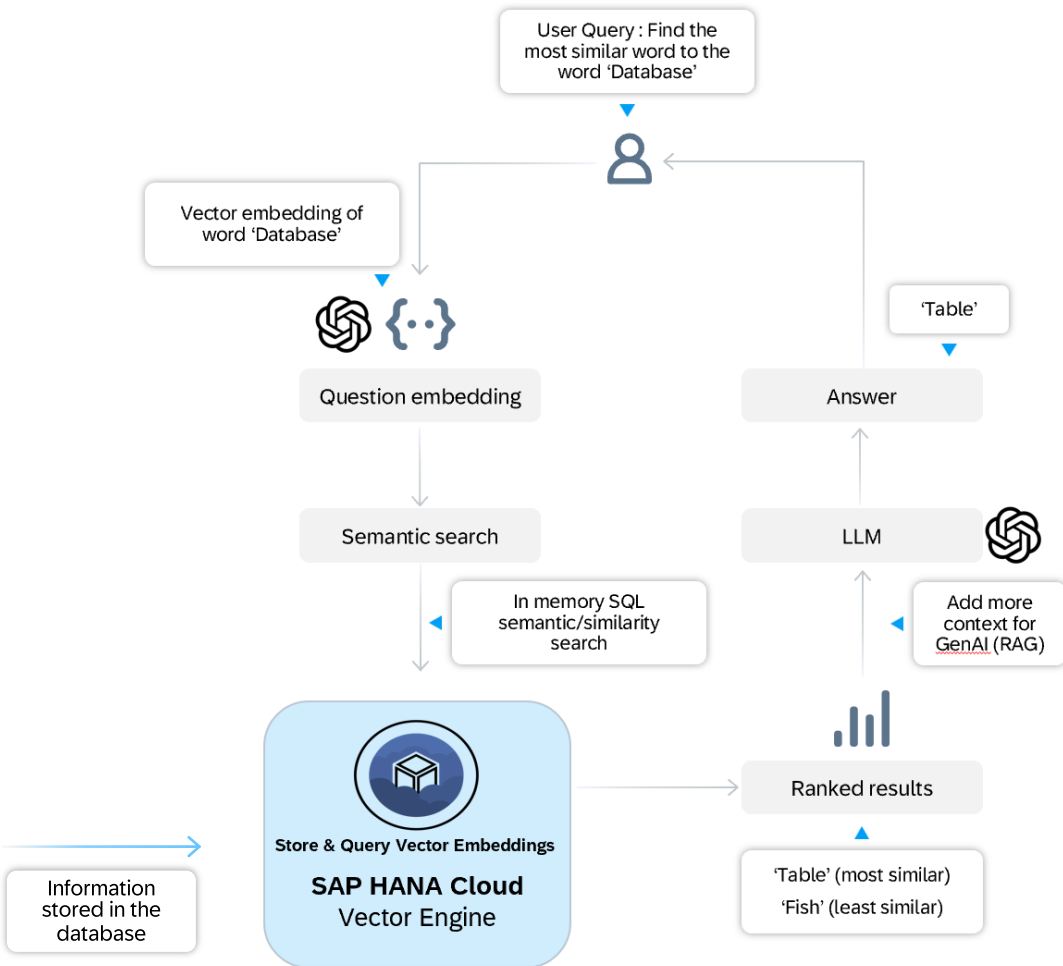 User Query : Find the
most similar word to the
word ‘Database’
Vector embedding of
word ‘Database’
‘Table’
Question embedding
Answer
Semantic search
LLM
In memory SQL
semantic/similarity
search
Add more
context for
GenAI (RAG)
Store & Query Vector Embeddings
SAP HANA Cloud
Vector Engine
Ranked results
‘Table’ (most similar)
‘Fish’ (least similar)
Information
stored in the
database